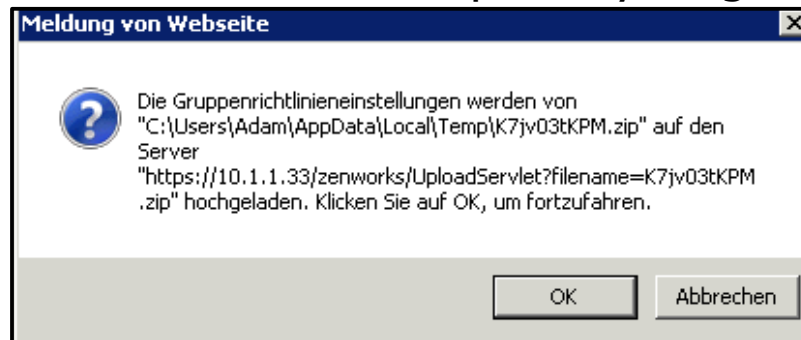 Meldung von Webseite
Die Gruppenrichtlinieneinstellungen werden von
"C:\Users\Adam\AppData\Local\Temp\K7jv03tKPM.zip" auf den
Server
"https://10.1.1.33/zenworks/UploadServlet?filename=K7jv03tKPM
.zip" hochgeladen. Klicken Sie auf OK, um fortzufahren.
OK
Abbrechen